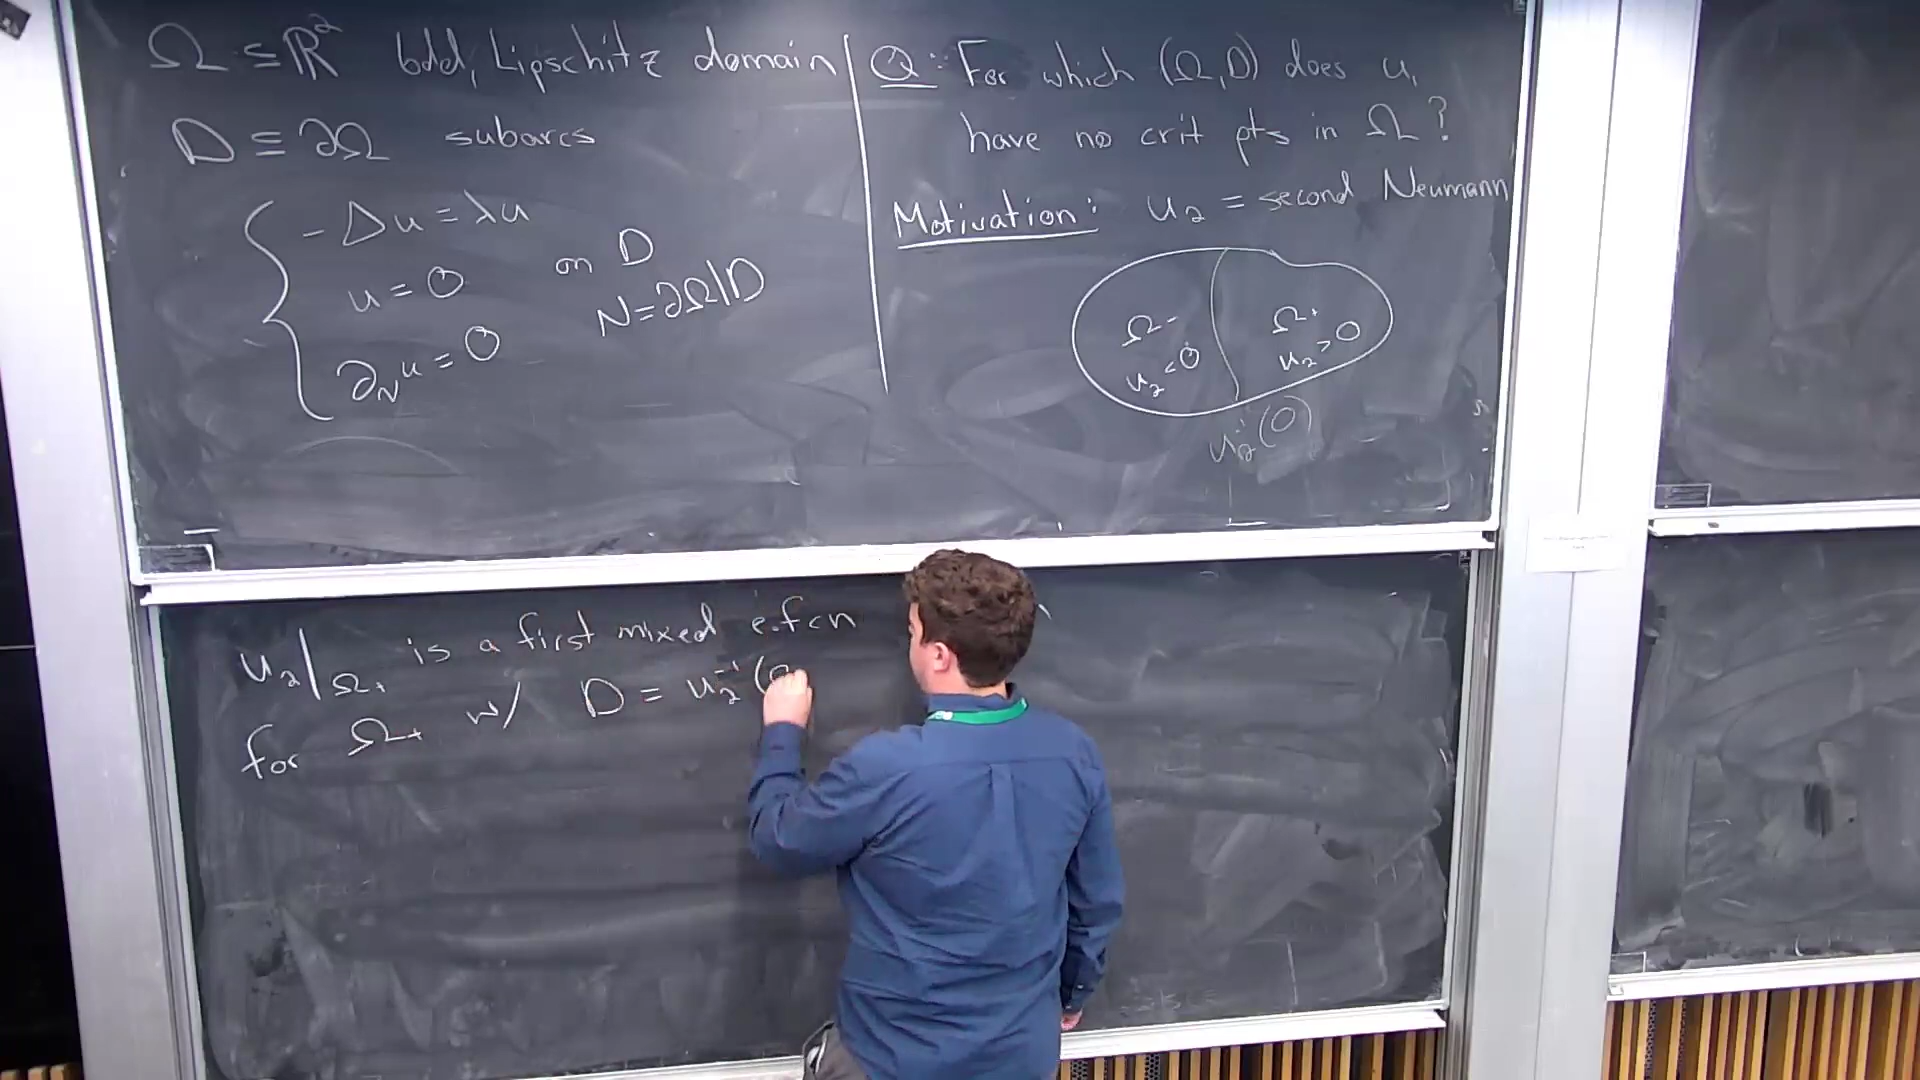 Ω ⊆ ℝ² bdd, Lipschitz domain
D ⊆ ∂Ω subarcs
-Δu = λu
u = 0 on D
∂_N u = 0 N = ∂Ω\D
Q: For which (Ω,D) does u₁
have no crit pts in Ω?
Motivation: u₂ = second Neumann
Ω₋ u₂<0
Ω₊ u₂>0
u₂⁻¹(0)
u₂|Ω₊ is a first mixed e.fcn
for Ω₊ w/ D = u₂⁻¹(0